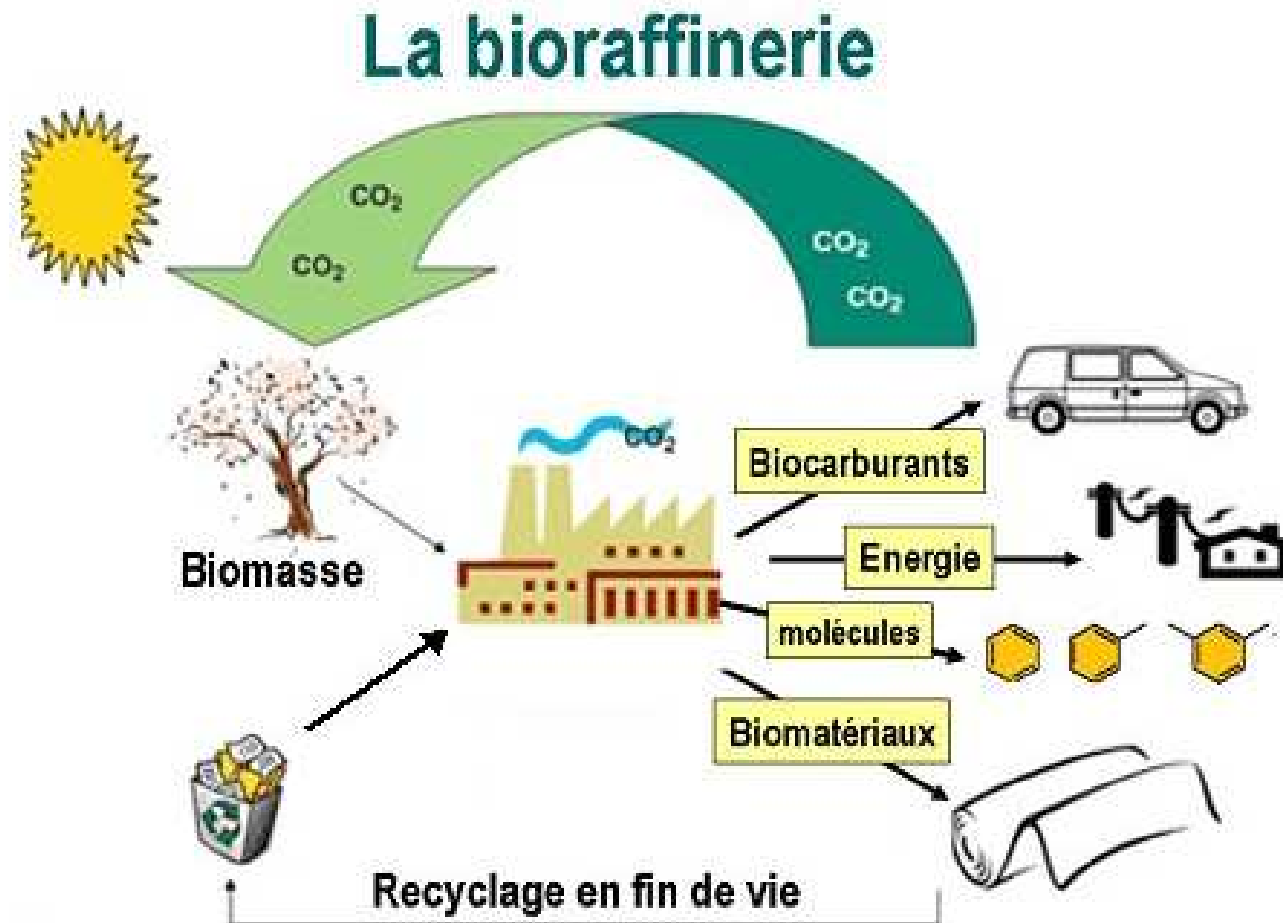 La bioraffinerie
CO₂
CO₂
CO₂
CO₂
CO₂
Biocarburants
Energie
Biomasse
molécules
Biomatériaux
Recyclage en fin de vie